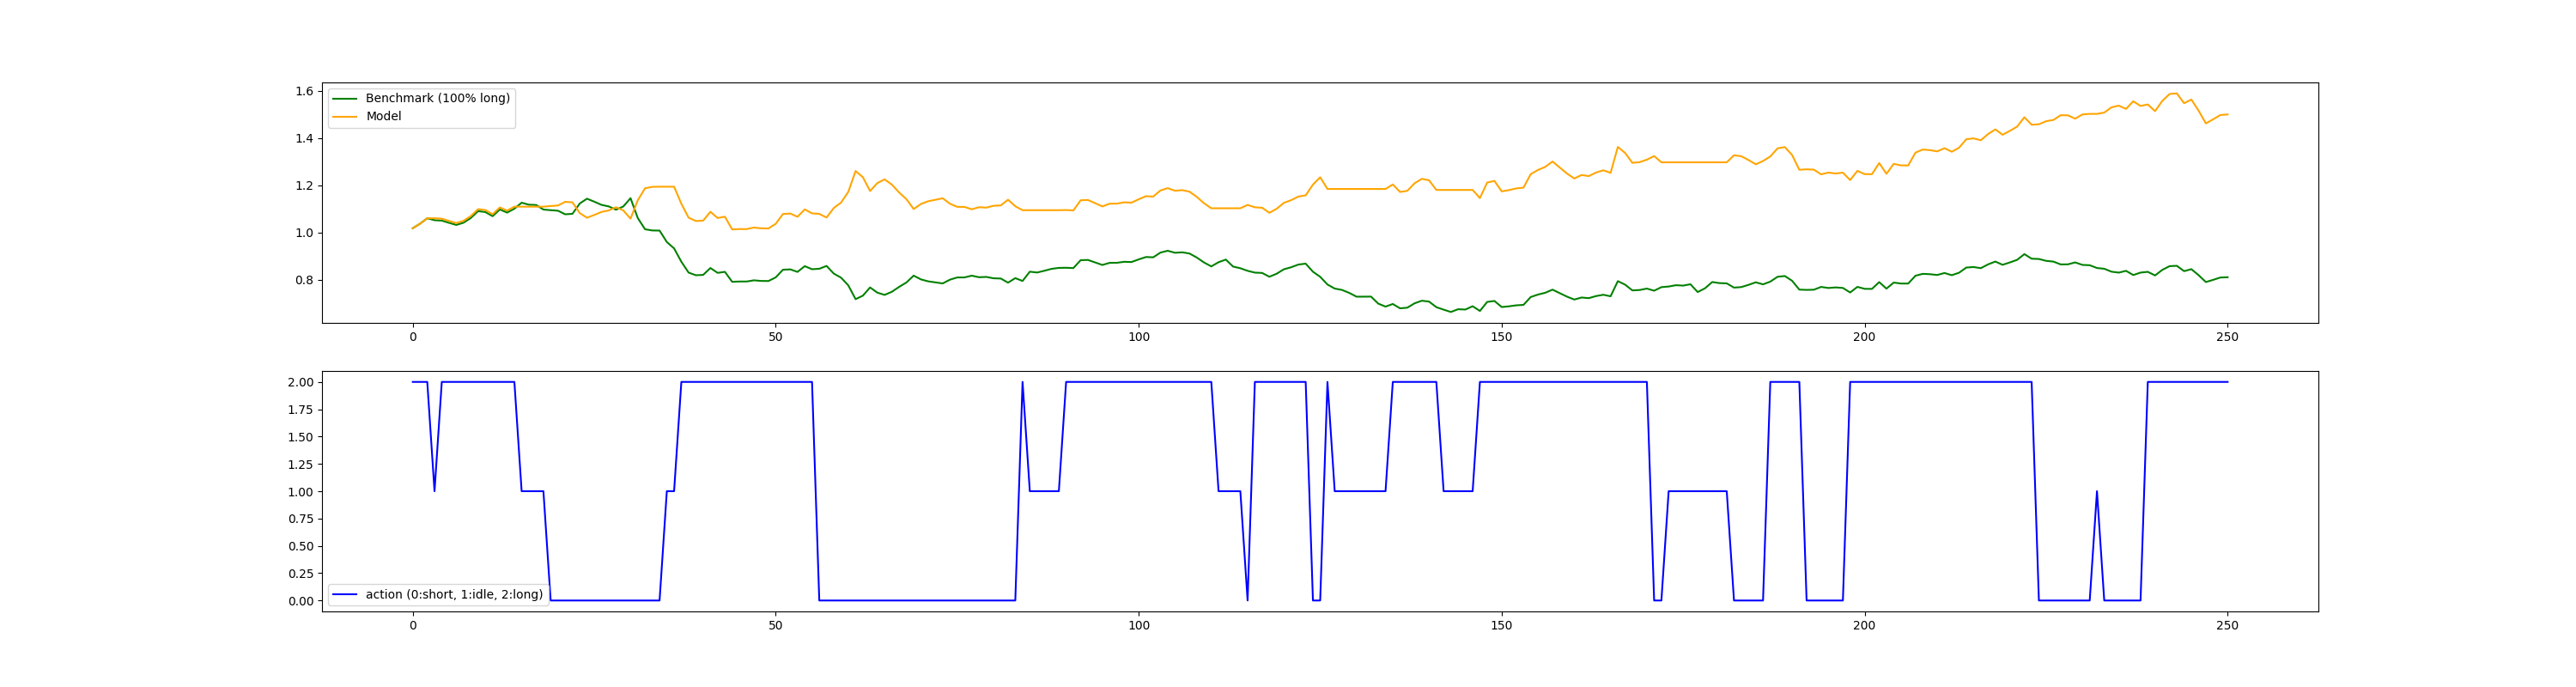 1.6
1.4
1.2
1.0
0.8
Benchmark (100% long)
Model
0 50 100 150 200 250
2.00
1.75
1.50
1.25
1.00
0.75
0.50
0.25
0.00
action (0:short, 1:idle, 2:long)
0 50 100 150 200 250